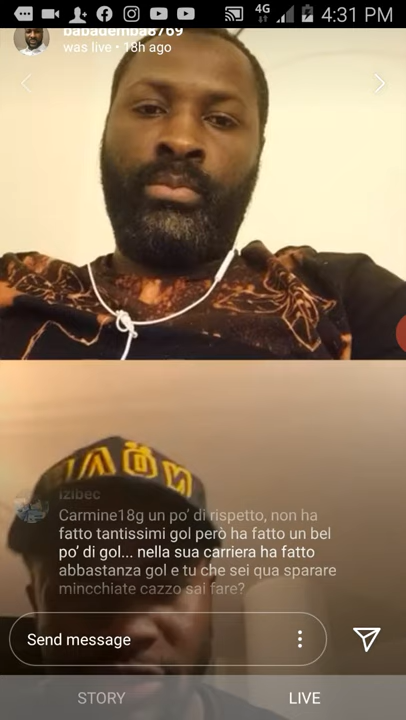 4G
4:31 PM
babademba8769
was live • 18h ago
izibec
Carmine18g un po' di rispetto, non ha
fatto tantissimi gol però ha fatto un bel
po' di gol... nella sua carriera ha fatto
abbastanza gol e tu che sei qua sparare
mincchiate cazzo sai fare?
Send message
STORY
LIVE